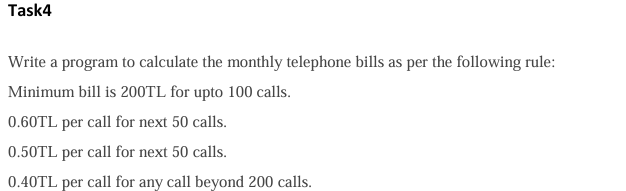 Task4
Write a program to calculate the monthly telephone bills as per the following rule:
Minimum bill is 200TL for upto 100 calls.
0.60TL per call for next 50 calls.
0.50TL per call for next 50 calls.
0.40TL per call for any call beyond 200 calls.